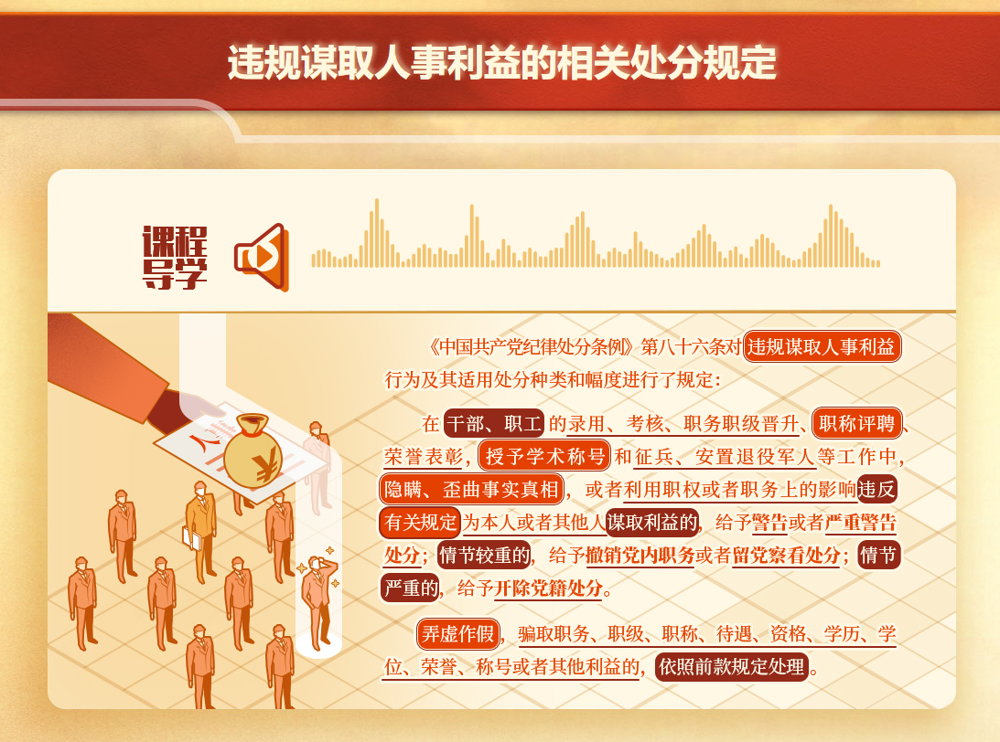 违规谋取人事利益的相关处分规定
课程
导学
《中国共产党纪律处分条例》第八十六条对违规谋取人事利益
行为及其适用处分种类和幅度进行了规定：
在干部、职工的录用、考核、职务职级晋升、职称评聘、
荣誉表彰，授予学术称号和征兵、安置退役军人等工作中，
隐瞒、歪曲事实真相，或者利用职权或者职务上的影响违反
有关规定为本人或者其他人谋取利益的，给予警告或者严重警告
处分；情节较重的，给予撤销党内职务或者留党察看处分；情节
严重的，给予开除党籍处分。
弄虚作假，骗取职务、职级、职称、待遇、资格、学历、学
位、荣誉、称号或者其他利益的，依照前款规定处理。
¥